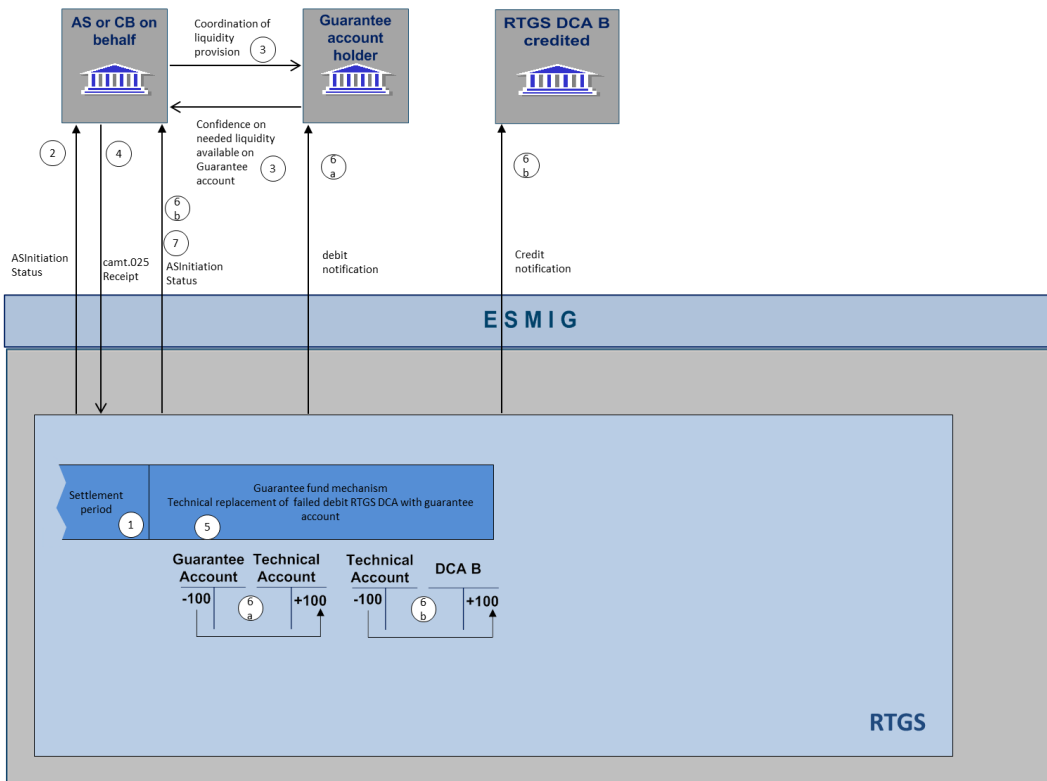 AS or CB on
behalf
Coordination of
liquidity
provision
3
Guarantee
account
holder
RTGS DCA B
credited
Confidence on
needed liquidity
available on
Guarantee
account
3
2
4
6
b
7
6
a
6
b
ASInitiation
Status
camt.025
Receipt
ASInitiation
Status
debit
notification
Credit
notification
ESMIG
Settlement
period
1
Guarantee fund mechanism
Technical replacement of failed debit RTGS DCA with guarantee
account
5
Guarantee
Account
Technical
Account
Technical
Account
DCA B
-100
6
a
+100
-100
6
b
+100
RTGS